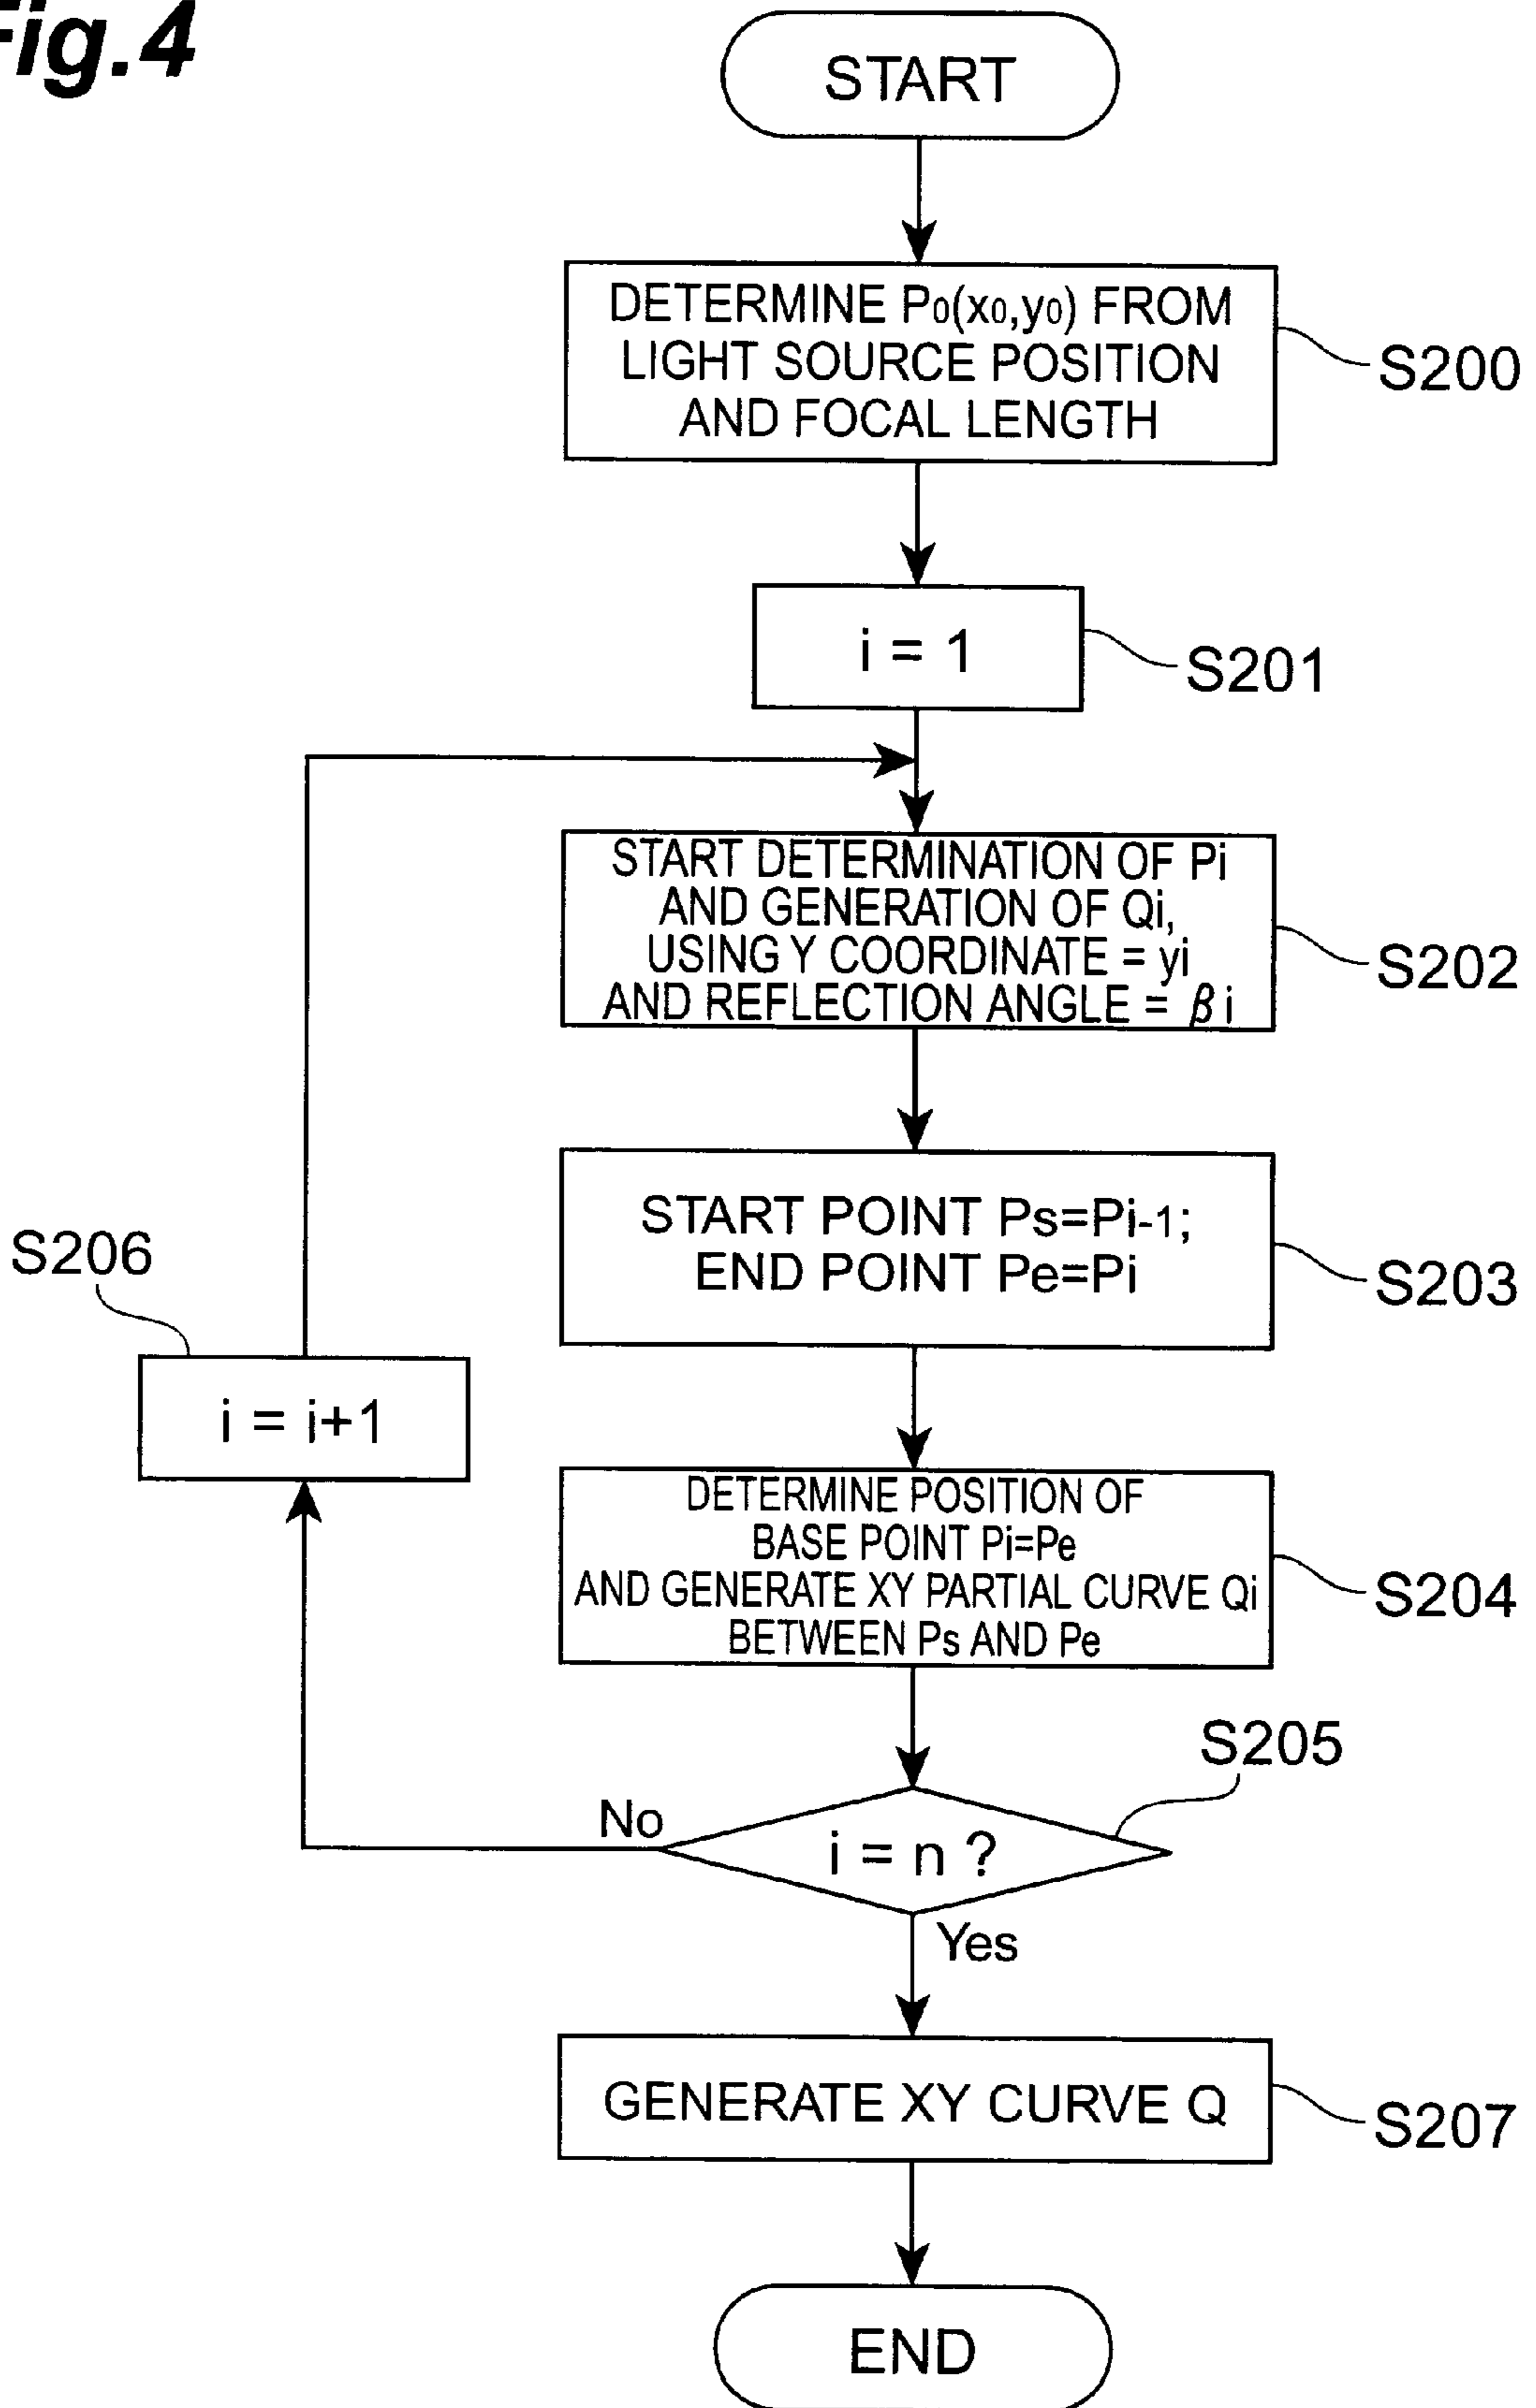 Fig.4
START
DETERMINE P0(x0,y0) FROM
LIGHT SOURCE POSITION
AND FOCAL LENGTH
S200
i = 1
S201
START DETERMINATION OF Pi
AND GENERATION OF Qi,
USING Y COORDINATE = yi
AND REFLECTION ANGLE = βi
S202
START POINT Ps=Pi-1;
END POINT Pe=Pi
S203
S206
i = i+1
DETERMINE POSITION OF
BASE POINT Pi=Pe
AND GENERATE XY PARTIAL CURVE Qi
BETWEEN Ps AND Pe
S204
S205
No
i = n ?
Yes
GENERATE XY CURVE Q
S207
END